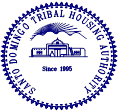 SANTO DOMINGO TRIBAL HOUSING AUTHORITY
Since 1995